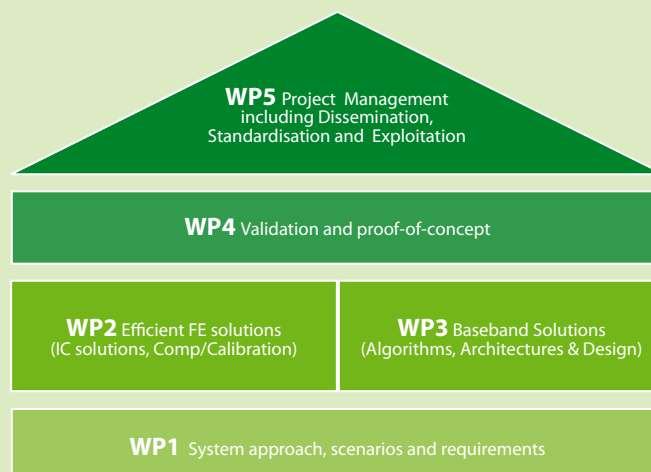 WP5 Project Management
including Dissemination,
Standardisation and Exploitation
WP4 Validation and proof-of-concept
WP2 Efficient FE solutions
(IC solutions, Comp/Calibration)
WP3 Baseband Solutions
(Algorithms, Architectures & Design)
WP1 System approach, scenarios and requirements